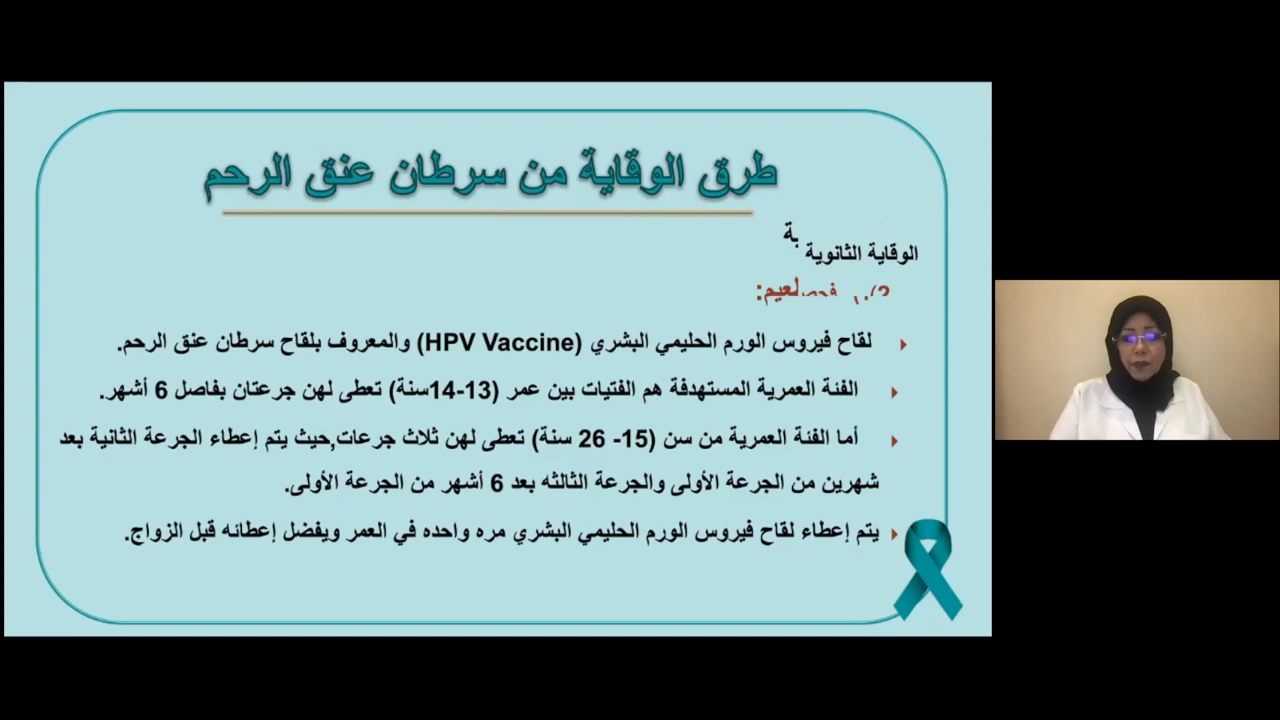 طرق الوقاية من سرطان عنق الرحم
الوقاية الثانوية
لقاح فيروس الورم الحليمي البشري (HPV Vaccine) والمعروف بلقاح سرطان عنق الرحم.
الفئة العمرية المستهدفة هم الفتيات بين عمر (13-14سنة) تعطى لهن جرعتان بفاصل 6 أشهر.
أما الفئة العمرية من سن (15- 26 سنة) تعطى لهن ثلاث جرعات,حيث يتم إعطاء الجرعة الثانية بعد
شهرين من الجرعة الأولى والجرعة الثالثه بعد 6 أشهر من الجرعة الأولى.
يتم إعطاء لقاح فيروس الورم الحليمي البشري مره واحده في العمر ويفضل إعطائه قبل الزواج.